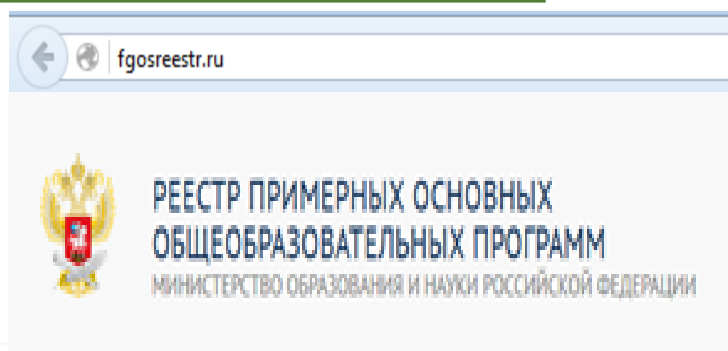 fgosreestr.ru
РЕЕСТР ПРИМЕРНЫХ ОСНОВНЫХ
ОБЩЕОБРАЗОВАТЕЛЬНЫХ ПРОГРАММ
МИНИСТЕРСТВО ОБРАЗОВАНИЯ И НАУКИ РОССИЙСКОЙ ФЕДЕРАЦИИ